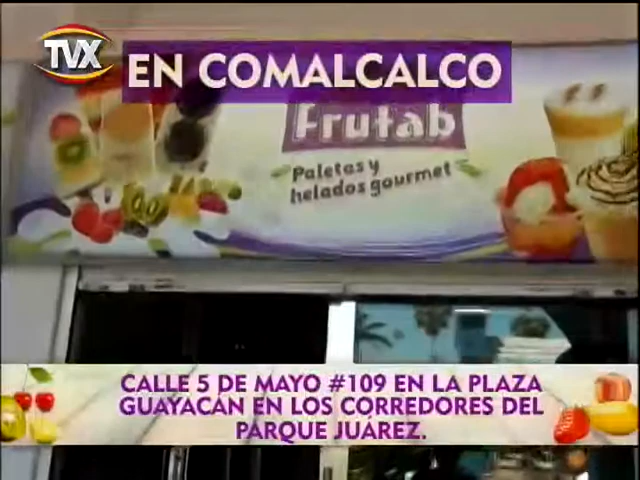 TVX
EN COMALCALCO
Frutab
Paletas y
helados gourmet
CALLE 5 DE MAYO #109 EN LA PLAZA
GUAYACÁN EN LOS CORREDORES DEL
PARQUE JUÁREZ.